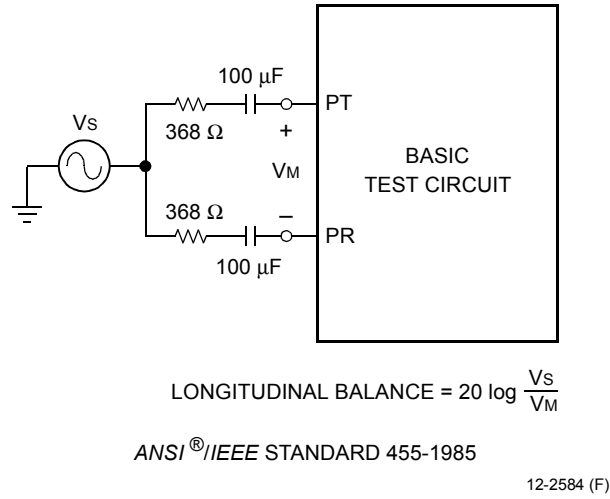 100 μF
PT
Vs
368 Ω
+
VM
BASIC
TEST CIRCUIT
368 Ω
–
PR
100 μF
LONGITUDINAL BALANCE = 20 log Vs/VM
ANSI ®/IEEE STANDARD 455-1985
12-2584 (F)